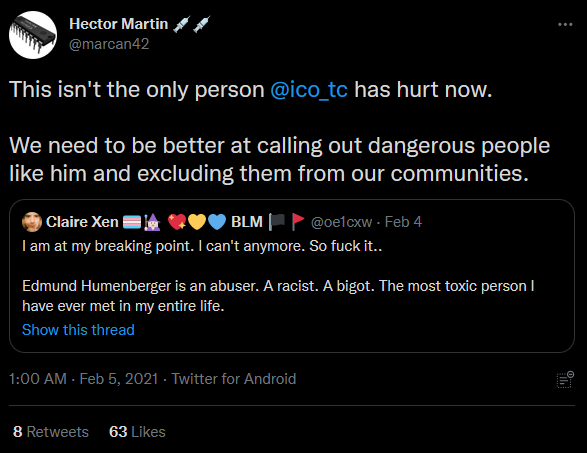 Hector Martin 💉💉
@marcan42
This isn't the only person @ico_tc has hurt now.
We need to be better at calling out dangerous people
like him and excluding them from our communities.
Claire Xen 🏳️‍⚧️🧙‍♀️ 💖💛💙 BLM 🏴🚩 @oe1cxw · Feb 4
I am at my breaking point. I can't anymore. So fuck it..
Edmund Humenberger is an abuser. A racist. A bigot. The most toxic person I
have ever met in my entire life.
Show this thread
1:00 AM · Feb 5, 2021 · Twitter for Android
8 Retweets 63 Likes